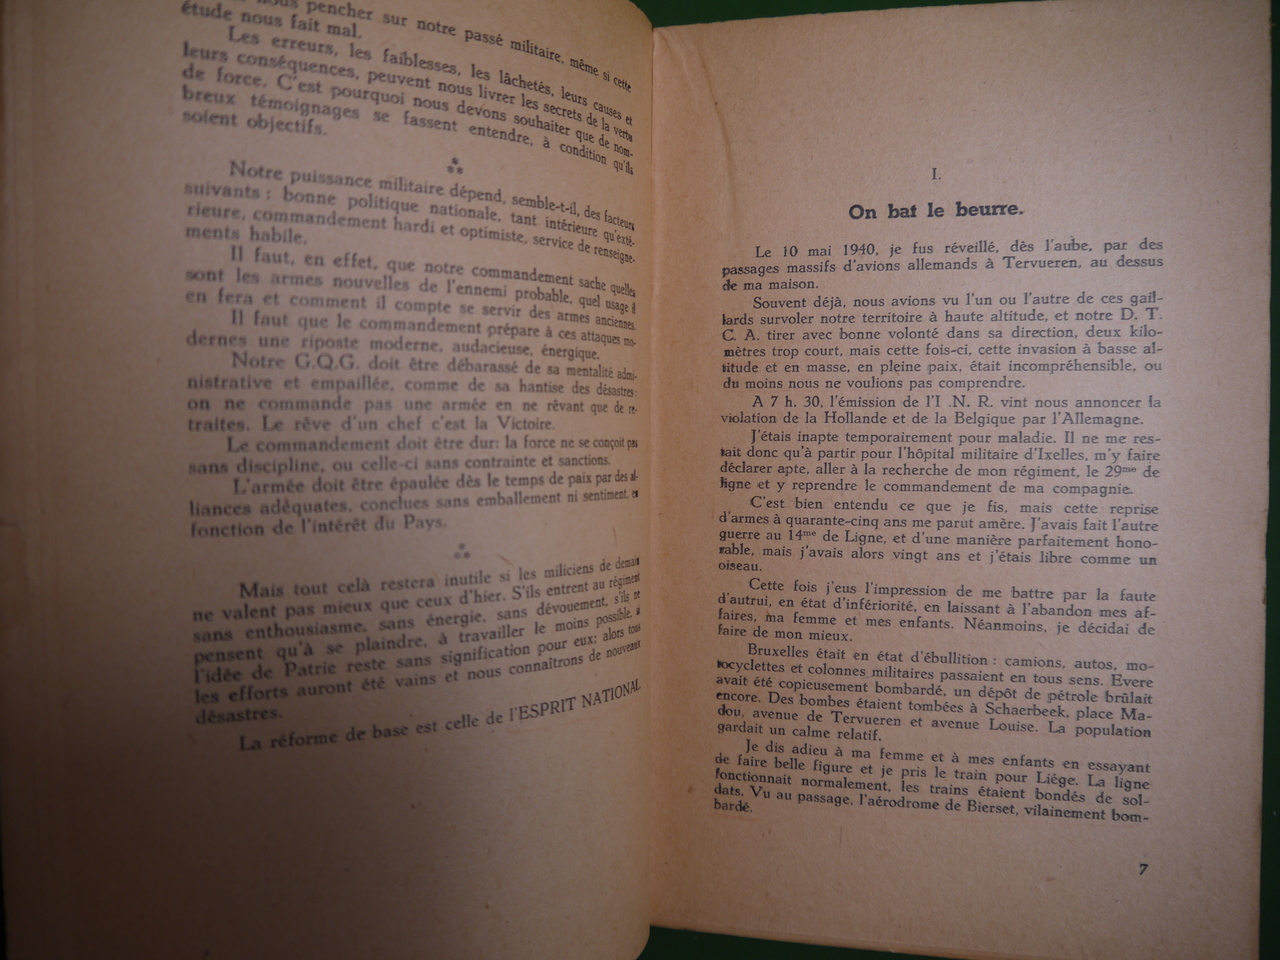 nous pencher sur notre passé militaire, même si cette
étude nous fait mal.
Les erreurs, les faiblesses, les lâchetés, leurs causes et
leurs conséquences, peuvent nous livrer les secrets de la vertu
de force. C'est pourquoi nous devons souhaiter que de nom-
breux témoignages se fassent entendre, à condition qu'ils
soient objectifs.
Notre puissance militaire dépend, semble-t-il, des facteurs
suivants : bonne politique nationale, tant intérieure qu'exté-
rieure, commandement hardi et optimiste, service de renseigne-
ments habile.
Il faut, en effet, que notre commandement sache quelles
sont les armes nouvelles de l'ennemi probable, quel usage il
en fera et comment il compte se servir des armes anciennes.
Il faut que le commandement prépare à ces attaques mo-
dernes une riposte moderne, audacieuse, énergique.
Notre G.Q.G. doit être débarassé de sa mentalité admi-
nistrative et empaillée, comme de sa hantise des désastres:
on ne commande pas une armée en ne rêvant que de re-
traites. Le rêve d'un chef c'est la Victoire.
Le commandement doit être dur: la force ne se conçoit pas
sans discipline, ou celle-ci sans contrainte et sanctions.
L'armée doit être épaulée dès le temps de paix par des al-
liances adéquates, conclues sans emballement ni sentiment, en
fonction de l'intérêt du Pays.
Mais tout celà restera inutile si les miliciens de demain
ne valent pas mieux que ceux d'hier. S'ils entrent au régiment
sans enthousiasme, sans énergie, sans dévouement, s'ils ne
pensent qu'à se plaindre, à travailler le moins possible, si
l'idée de Patrie reste sans signification pour eux; alors tous
les efforts auront été vains et nous connaîtrons de nouveaux
désastres.
La réforme de base est celle de l'ESPRIT NATIONAL
I.
On bat le beurre.
Le 10 mai 1940, je fus réveillé, dès l'aube, par des
passages massifs d'avions allemands à Tervueren, au dessus
de ma maison.
Souvent déjà, nous avions vu l'un ou l'autre de ces gail-
lards survoler notre territoire à haute altitude, et notre D. T.
C. A. tirer avec bonne volonté dans sa direction, deux kilo-
mètres trop court, mais cette fois-ci, cette invasion à basse al-
titude et en masse, en pleine paix, était incompréhensible, ou
du moins nous ne voulions pas comprendre.
A 7 h. 30, l'émission de l'I .N. R. vint nous annoncer la
violation de la Hollande et de la Belgique par l'Allemagne.
J'étais inapte temporairement pour maladie. Il ne me res-
tait donc qu'à partir pour l'hôpital militaire d'Ixelles, m'y faire
déclarer apte, aller à la recherche de mon régiment, le 29me de
ligne et y reprendre le commandement de ma compagnie.
C'est bien entendu ce que je fis, mais cette reprise
d'armes à quarante-cinq ans me parut amère. J'avais fait l'autre
guerre au 14me de Ligne, et d'une manière parfaitement hono-
rable, mais j'avais alors vingt ans et j'étais libre comme un
oiseau.
Cette fois j'eus l'impression de me battre par la faute
d'autrui, en état d'infériorité, en laissant à l'abandon mes af-
faires, ma femme et mes enfants. Néanmoins, je décidai de
faire de mon mieux.
Bruxelles était en état d'ébullition : camions, autos, mo-
tocyclettes et colonnes militaires passaient en tous sens. Evere
avait été copieusement bombardé, un dépôt de pétrole brûlait
encore. Des bombes étaient tombées à Schaerbeek, place Ma-
dou, avenue de Tervueren et avenue Louise. La population
gardait un calme relatif.
Je dis adieu à ma femme et à mes enfants en essayant
de faire belle figure et je pris le train pour Liége. La ligne
fonctionnait normalement, les trains étaient bondés de sol-
dats. Vu au passage, l'aérodrome de Bierset, vilainement bom-
bardé.
7